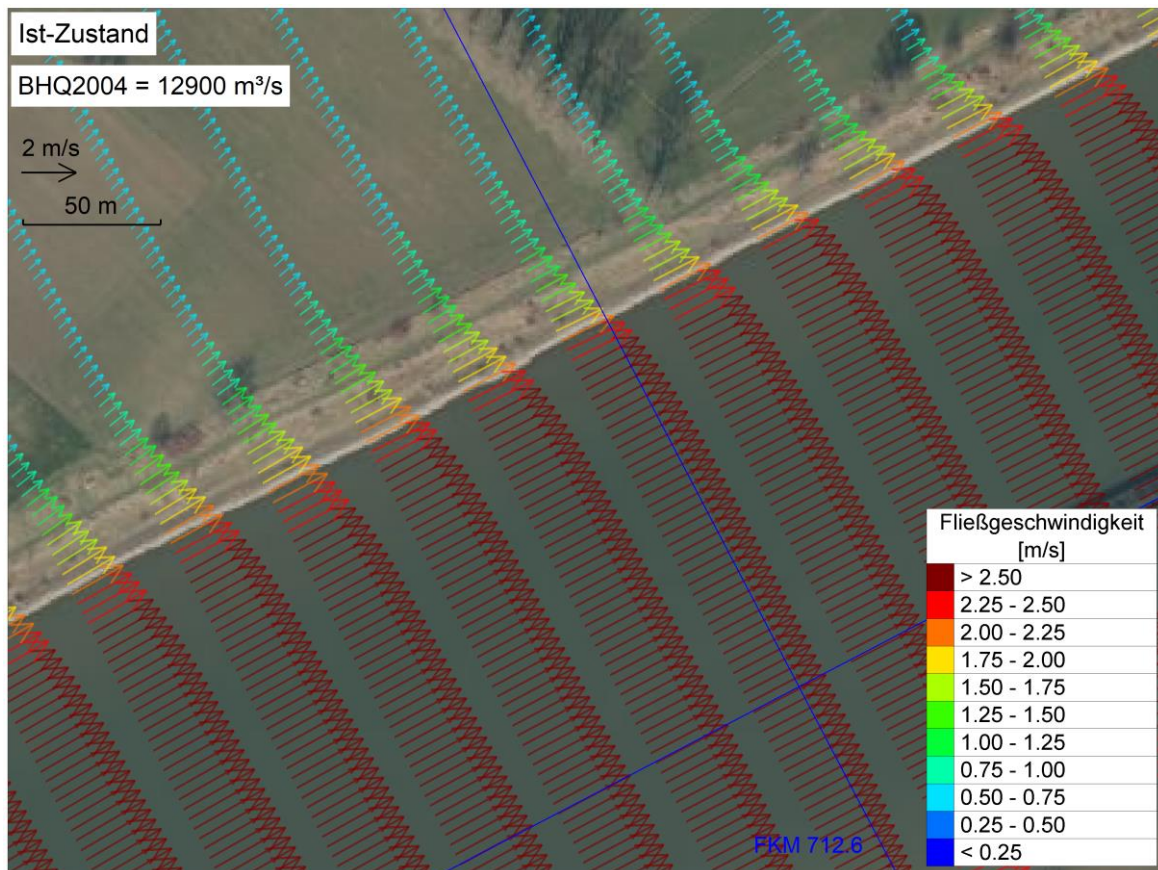 Ist-Zustand
BHQ2004 = 12900 m³/s
2 m/s
50 m
Fließgeschwindigkeit
[m/s]
> 2.50
2.25 - 2.50
2.00 - 2.25
1.75 - 2.00
1.50 - 1.75
1.25 - 1.50
1.00 - 1.25
0.75 - 1.00
0.50 - 0.75
0.25 - 0.50
< 0.25
FKM 712.6